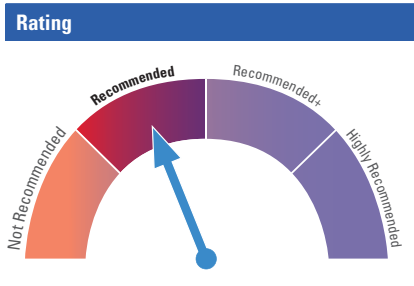 Rating
Not Recommended
Recommended
Recommended+
Highly Recommended